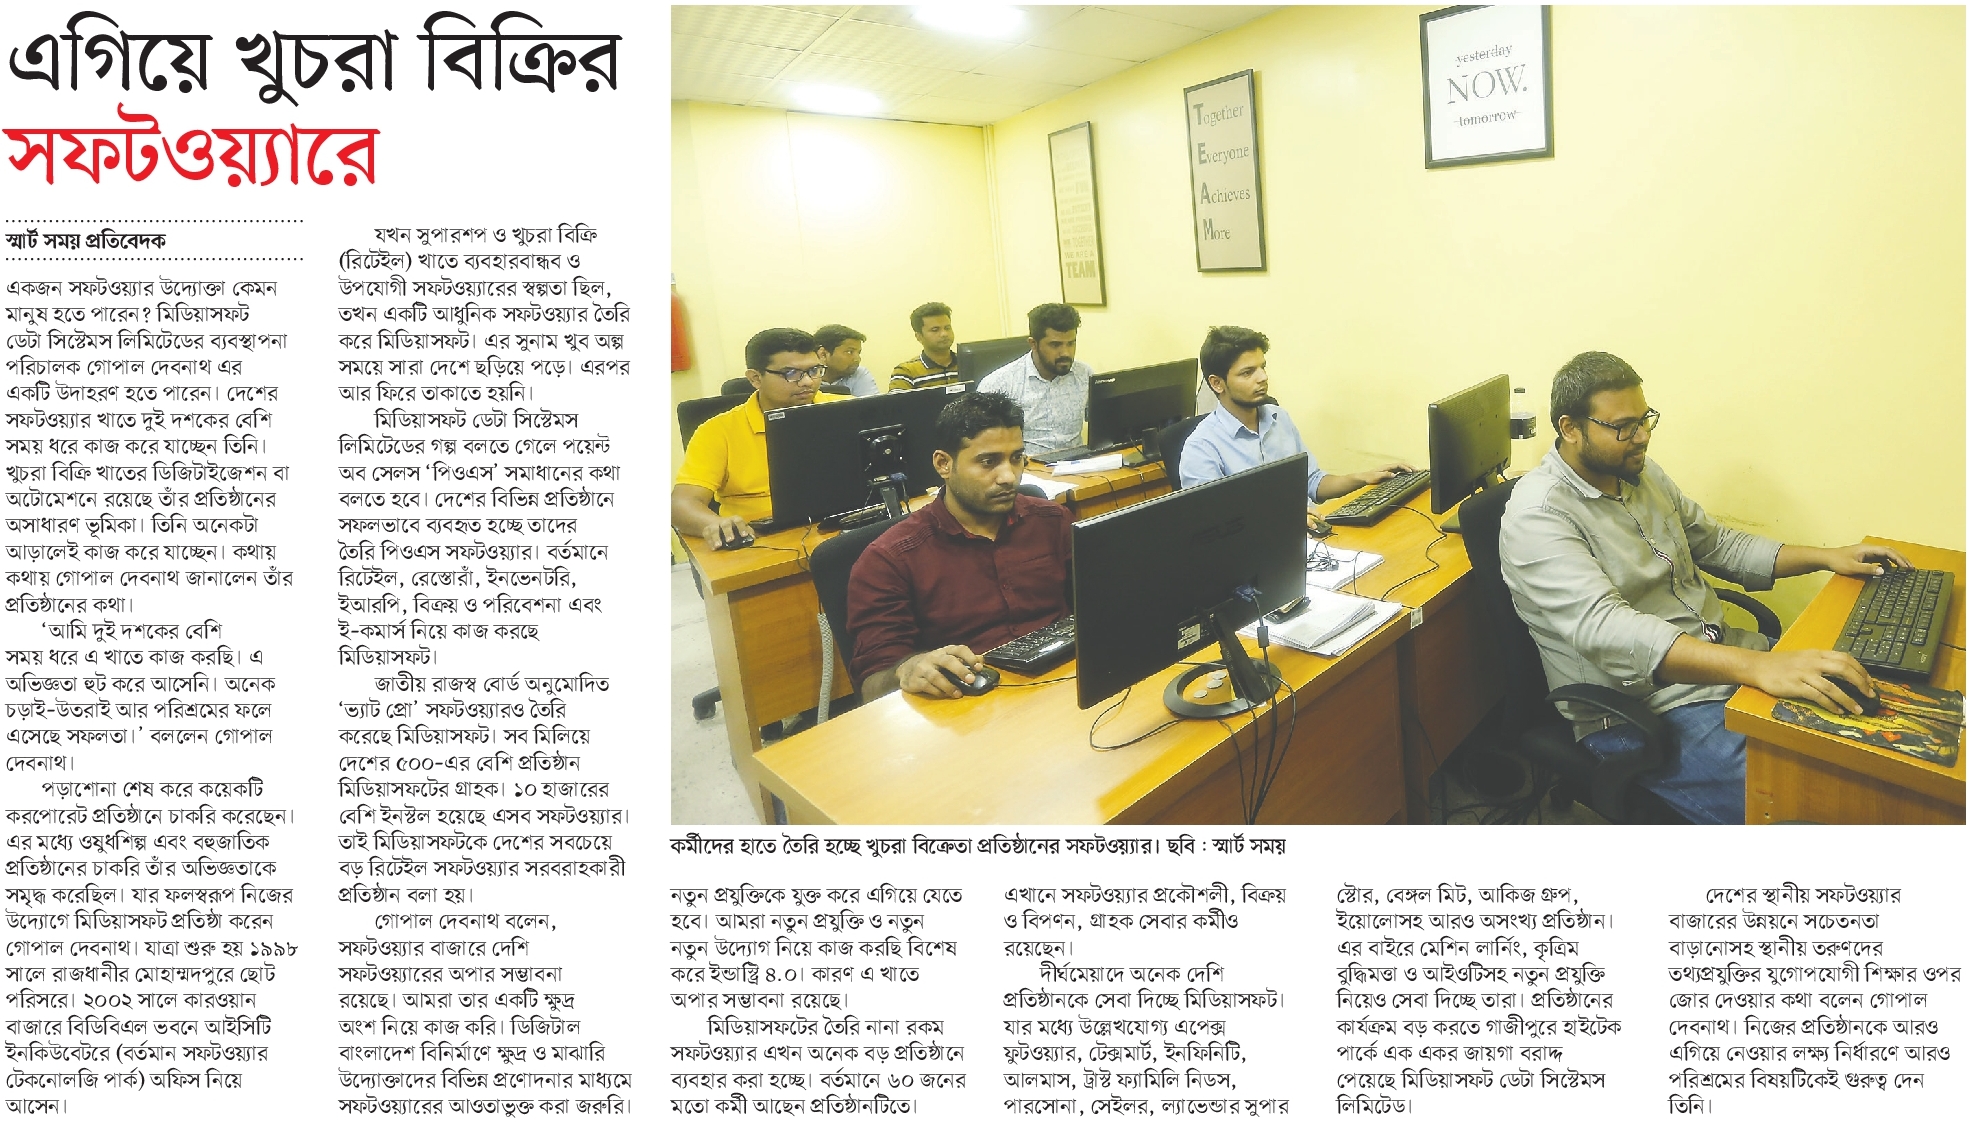 এগিয়ে খুচরা বিক্রির
সফটওয়্যারে
স্মার্ট সময় প্রতিবেদক
একজন সফটওয়্যার উদ্যোক্তা কেমন
মানুষ হতে পারেন? মিডিয়াসফট
ডেটা সিস্টেমস লিমিটেডের ব্যবস্থাপনা
পরিচালক গোপাল দেবনাথ এর
একটি উদাহরণ হতে পারেন। দেশের
সফটওয়্যার খাতে দুই দশকের বেশি
সময় ধরে কাজ করে যাচ্ছেন তিনি।
খুচরা বিক্রি খাতের ডিজিটাইজেশন বা
অটোমেশনে রয়েছে তাঁর প্রতিষ্ঠানের
অসাধারণ ভূমিকা। তিনি অনেকটা
আড়ালেই কাজ করে যাচ্ছেন। কথায়
কথায় গোপাল দেবনাথ জানালেন তাঁর
প্রতিষ্ঠানের কথা।
‘আমি দুই দশকের বেশি
সময় ধরে এ খাতে কাজ করছি। এ
অভিজ্ঞতা হুট করে আসেনি। অনেক
চড়াই-উতরাই আর পরিশ্রমের ফলে
এসেছে সফলতা।’ বললেন গোপাল
দেবনাথ।
পড়াশোনা শেষ করে কয়েকটি
করপোরেট প্রতিষ্ঠানে চাকরি করেছেন।
এর মধ্যে ওষুধশিল্প এবং বহুজাতিক
প্রতিষ্ঠানের চাকরি তাঁর অভিজ্ঞতাকে
সমৃদ্ধ করেছিল। যার ফলস্বরূপ নিজের
উদ্যোগে মিডিয়াসফট প্রতিষ্ঠা করেন
গোপাল দেবনাথ। যাত্রা শুরু হয় ১৯৯৮
সালে রাজধানীর মোহাম্মদপুরে ছোট
পরিসরে। ২০০২ সালে কারওয়ান
বাজারে বিডিবিএল ভবনে আইসিটি
ইনকিউবেটরে (বর্তমান সফটওয়্যার
টেকনোলজি পার্ক) অফিস নিয়ে
আসেন।
যখন সুপারশপ ও খুচরা বিক্রি
(রিটেইল) খাতে ব্যবহারবান্ধব ও
উপযোগী সফটওয়্যারের স্বল্পতা ছিল,
তখন একটি আধুনিক সফটওয়্যার তৈরি
করে মিডিয়াসফট। এর সুনাম খুব অল্প
সময়ে সারা দেশে ছড়িয়ে পড়ে। এরপর
আর ফিরে তাকাতে হয়নি।
মিডিয়াসফট ডেটা সিস্টেমস
লিমিটেডের গল্প বলতে গেলে পয়েন্ট
অব সেলস ‘পিওএস’ সমাধানের কথা
বলতে হবে। দেশের বিভিন্ন প্রতিষ্ঠানে
সফলভাবে ব্যবহৃত হচ্ছে তাদের
তৈরি পিওএস সফটওয়্যার। বর্তমানে
রিটেইল, রেস্তোরাঁ, ইনভেনটরি,
ইআরপি, বিক্রয় ও পরিবেশনা এবং
ই-কমার্স নিয়ে কাজ করছে
মিডিয়াসফট।
জাতীয় রাজস্ব বোর্ড অনুমোদিত
‘ভ্যাট প্রো’ সফটওয়্যারও তৈরি
করেছে মিডিয়াসফট। সব মিলিয়ে
দেশের ৫০০-এর বেশি প্রতিষ্ঠান
মিডিয়াসফটের গ্রাহক। ১০ হাজারের
বেশি ইনস্টল হয়েছে এসব সফটওয়্যার।
তাই মিডিয়াসফটকে দেশের সবচেয়ে
বড় রিটেইল সফটওয়্যার সরবরাহকারী
প্রতিষ্ঠান বলা হয়।
গোপাল দেবনাথ বলেন,
সফটওয়্যার বাজারে দেশি
সফটওয়্যারের অপার সম্ভাবনা
রয়েছে। আমরা তার একটি ক্ষুদ্র
অংশ নিয়ে কাজ করি। ডিজিটাল
বাংলাদেশ বিনির্মাণে ক্ষুদ্র ও মাঝারি
উদ্যোক্তাদের বিভিন্ন প্রণোদনার মাধ্যমে
সফটওয়্যারের আওতাভুক্ত করা জরুরি।
Together
Everyone
Achieves
More
TEAM
yesterday
NOW.
tomorrow
কর্মীদের হাতে তৈরি হচ্ছে খুচরা বিক্রেতা প্রতিষ্ঠানের সফটওয়্যার। ছবি : স্মার্ট সময়
নতুন প্রযুক্তিকে যুক্ত করে এগিয়ে যেতে
হবে। আমরা নতুন প্রযুক্তি ও নতুন
নতুন উদ্যোগ নিয়ে কাজ করছি বিশেষ
করে ইন্ডাস্ট্রি ৪.০। কারণ এ খাতে
অপার সম্ভাবনা রয়েছে।
মিডিয়াসফটের তৈরি নানা রকম
সফটওয়্যার এখন অনেক বড় প্রতিষ্ঠানে
ব্যবহার করা হচ্ছে। বর্তমানে ৬০ জনের
মতো কর্মী আছেন প্রতিষ্ঠানটিতে।
এখানে সফটওয়্যার প্রকৌশলী, বিক্রয়
ও বিপণন, গ্রাহক সেবার কর্মীও
রয়েছেন।
দীর্ঘমেয়াদে অনেক দেশি
প্রতিষ্ঠানকে সেবা দিচ্ছে মিডিয়াসফট।
যার মধ্যে উল্লেখযোগ্য এপেক্স
ফুটওয়্যার, টেক্সমার্ট, ইনফিনিটি,
আলমাস, ট্রাস্ট ফ্যামিলি নিডস,
পারসোনা, সেইলর, ল্যাভেন্ডার সুপার
স্টোর, বেঙ্গল মিট, আকিজ গ্রুপ,
ইয়োলোসহ আরও অসংখ্য প্রতিষ্ঠান।
এর বাইরে মেশিন লার্নিং, কৃত্রিম
বুদ্ধিমত্তা ও আইওটিসহ নতুন প্রযুক্তি
নিয়েও সেবা দিচ্ছে তারা। প্রতিষ্ঠানের
কার্যক্রম বড় করতে গাজীপুরে হাইটেক
পার্কে এক একর জায়গা বরাদ্দ
পেয়েছে মিডিয়াসফট ডেটা সিস্টেমস
লিমিটেড।
দেশের স্থানীয় সফটওয়্যার
বাজারের উন্নয়নে সচেতনতা
বাড়ানোসহ স্থানীয় তরুণদের
তথ্যপ্রযুক্তির যুগোপযোগী শিক্ষার ওপর
জোর দেওয়ার কথা বলেন গোপাল
দেবনাথ। নিজের প্রতিষ্ঠানকে আরও
এগিয়ে নেওয়ার লক্ষ্য নির্ধারণে আরও
পরিশ্রমের বিষয়টিকেই গুরুত্ব দেন
তিনি।